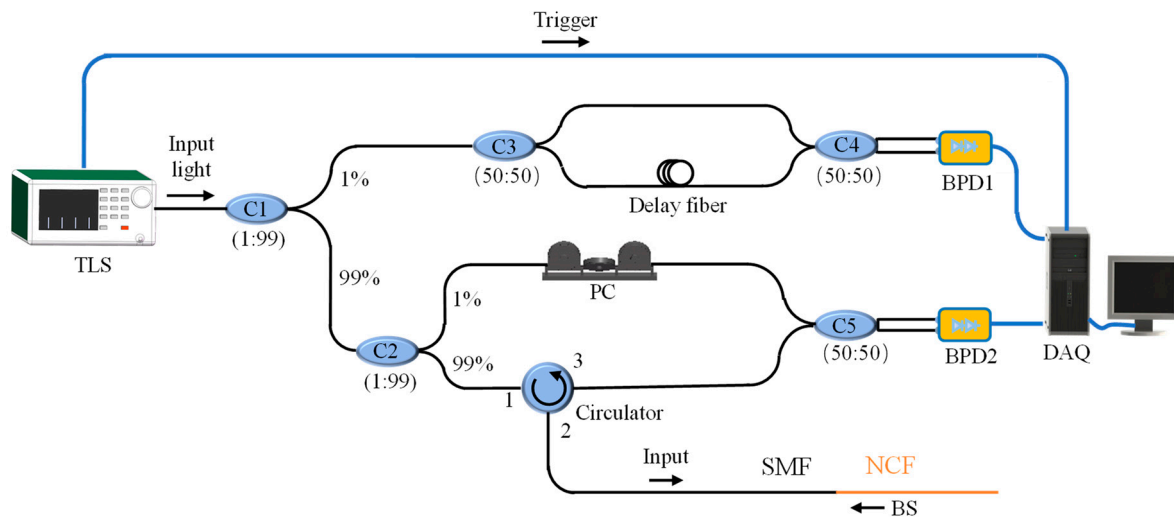 Trigger
Input
light
TLS
C1
(1:99)
1%
99%
C3
(50:50)
Delay fiber
C4
(50:50)
BPD1
C2
(1:99)
1%
99%
PC
1
2
3
Circulator
C5
(50:50)
BPD2
DAQ
Input
SMF
NCF
BS